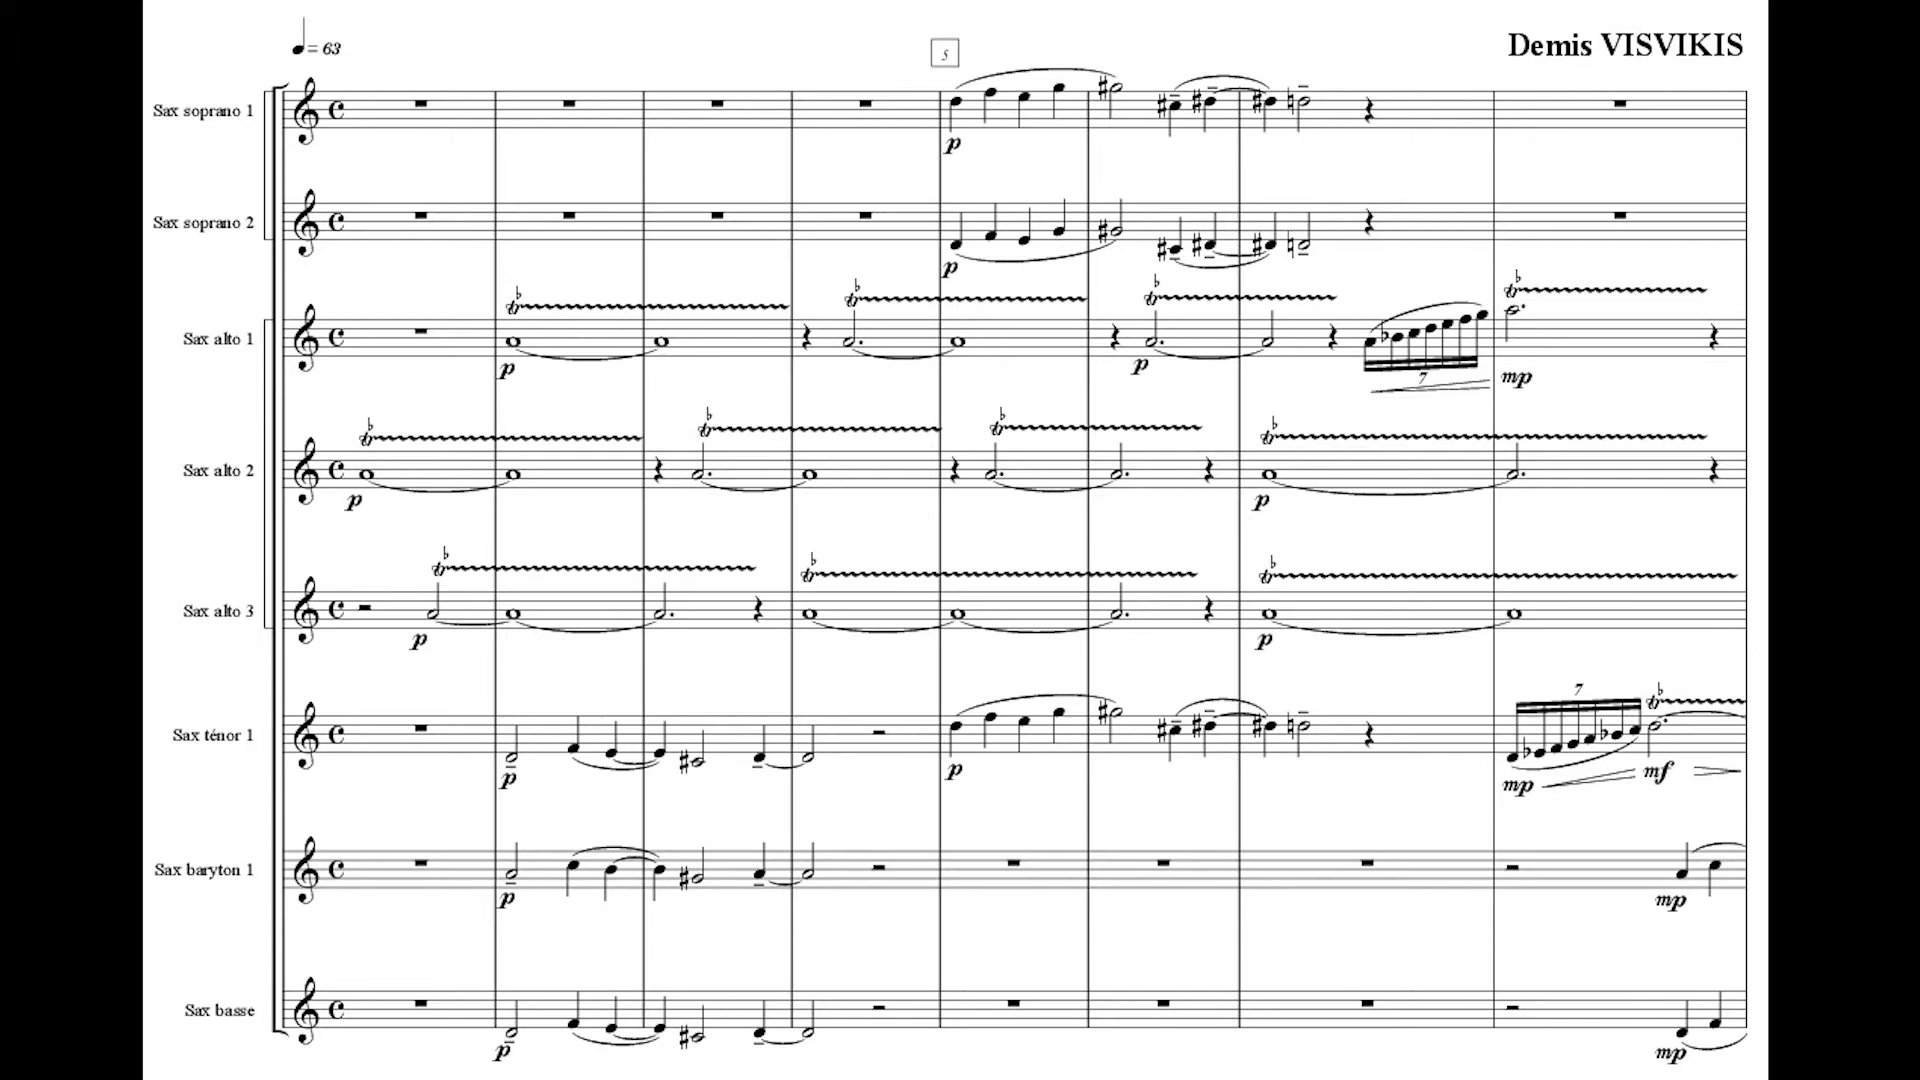 = 63
5
Demis VISVIKIS
Sax soprano 1
p
Sax soprano 2
p
Sax alto 1
p
p
7
mp
Sax alto 2
p
p
Sax alto 3
p
p
Sax ténor 1
p
p
7
mp
mf
Sax baryton 1
p
mp
Sax basse
p
mp